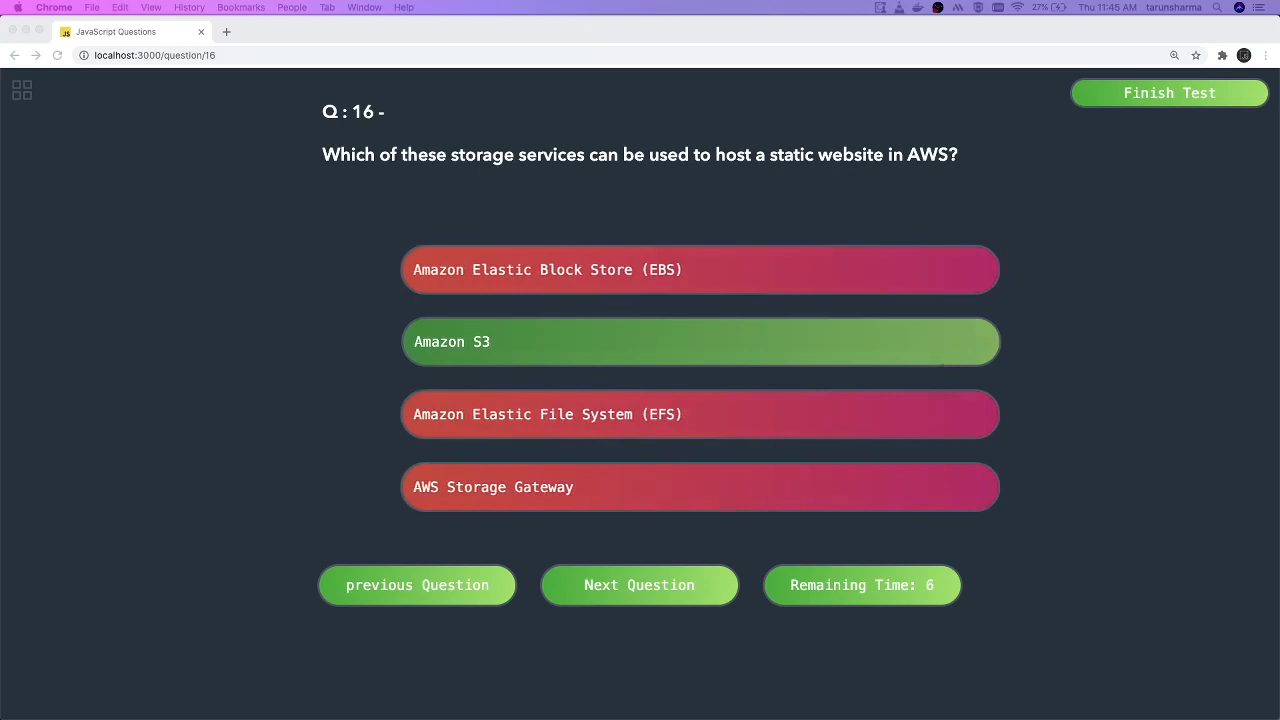 Chrome File Edit View History Bookmarks People Tab Window Help
27% Thu 11:45 AM tarunsharma
JS JavaScript Questions
localhost:3000/question/16
Finish Test
Q : 16 -
Which of these storage services can be used to host a static website in AWS?
Amazon Elastic Block Store (EBS)
Amazon S3
Amazon Elastic File System (EFS)
AWS Storage Gateway
previous Question
Next Question
Remaining Time: 6